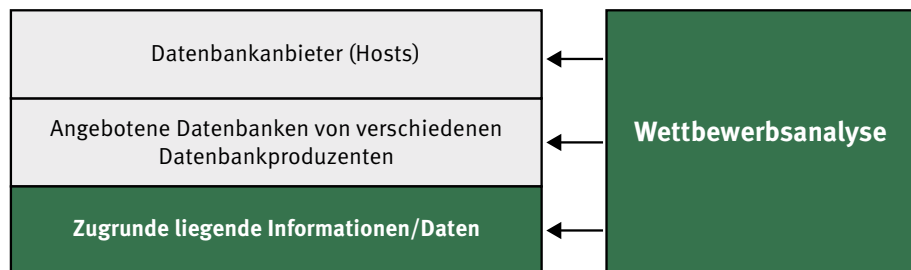 Datenbankanbieter (Hosts)
Angebotene Datenbanken von verschiedenen
Datenbankproduzenten
Zugrunde liegende Informationen/Daten
Wettbewerbsanalyse